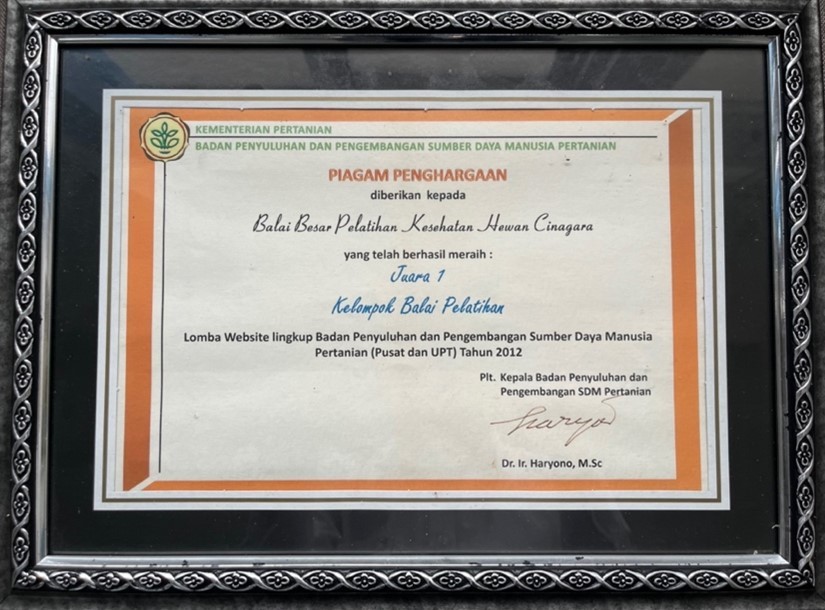 KEMENTERIAN PERTANIAN
BADAN PENYULUHAN DAN PENGEMBANGAN SUMBER DAYA MANUSIA PERTANIAN
PIAGAM PENGHARGAAN
diberikan kepada
Balai Besar Pelatihan Kesehatan Hewan Cinagara
yang telah berhasil meraih :
Juara 1
Kelompok Balai Pelatihan
Lomba Website lingkup Badan Penyuluhan dan Pengembangan Sumber Daya Manusia
Pertanian (Pusat dan UPT) Tahun 2012
Plt. Kepala Badan Penyuluhan dan
Pengembangan SDM Pertanian
Dr. Ir. Haryono, M.Sc